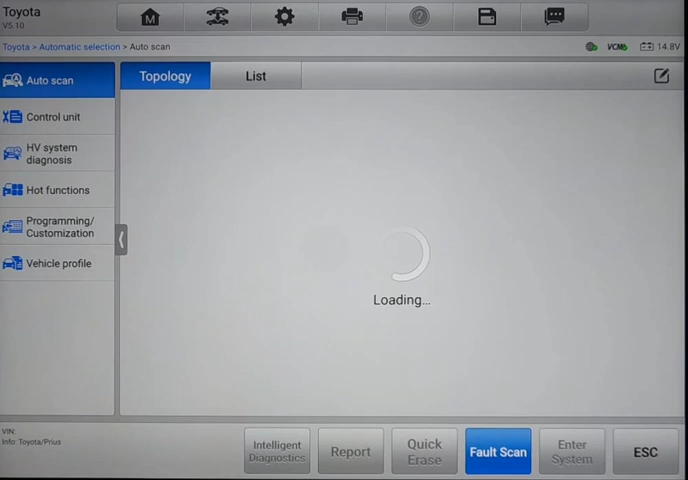 Toyota
V5.10
M
?
Toyota > Automatic selection > Auto scan
VCMI
14.8V
Auto scan
Topology
List
Control unit
HV system
diagnosis
Hot functions
Programming/
Customization
Vehicle profile
Loading...
VIN:
Info: Toyota/Prius
Intelligent
Diagnostics
Report
Quick
Erase
Fault Scan
Enter
System
ESC